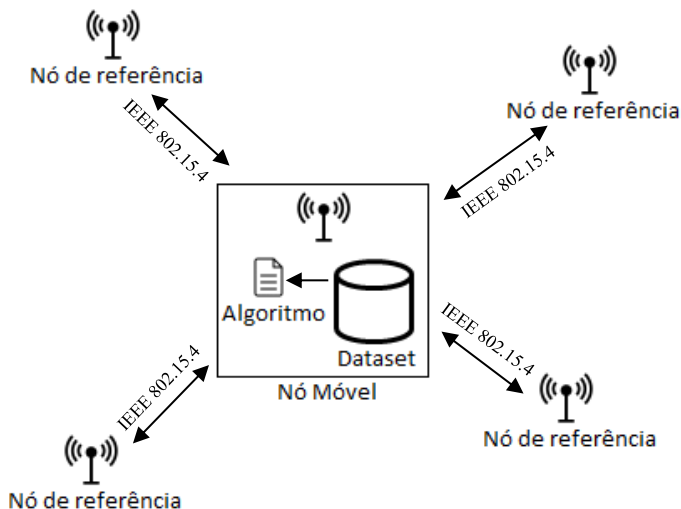 Nó de referência
IEEE 802.15.4
Nó de referência
IEEE 802.15.4
Algoritmo
Dataset
Nó Móvel
IEEE 802.15.4
Nó de referência
IEEE 802.15.4
Nó de referência